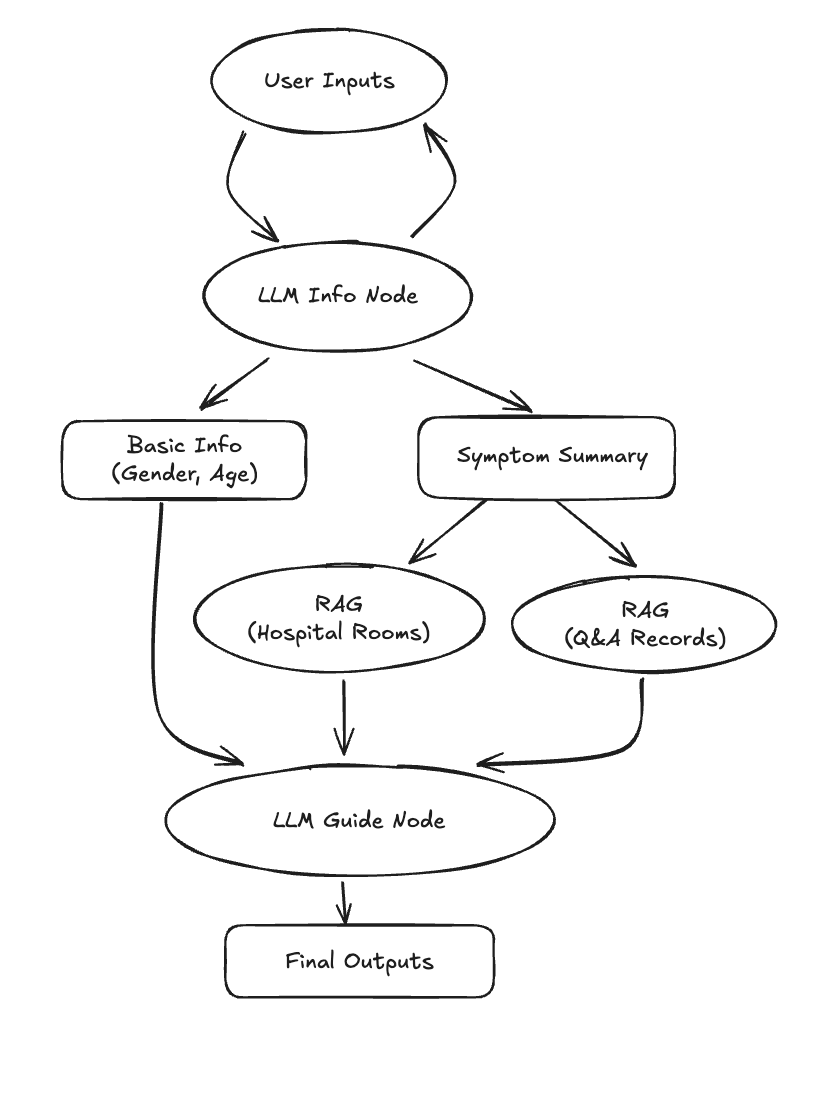 User Inputs
LLM Info Node
Basic Info
(Gender, Age)
Symptom Summary
RAG
(Hospital Rooms)
RAG
(Q&A Records)
LLM Guide Node
Final Outputs